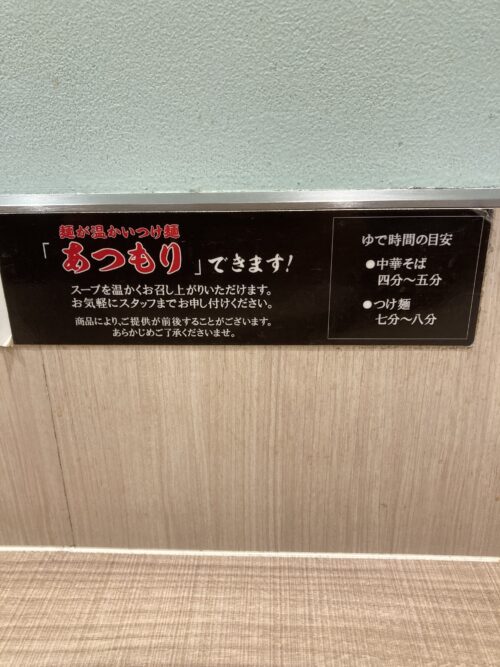 麺が温かいつけ麺
「あつもり」できます!
スープを温かくお召し上がりいただけます。
お気軽にスタッフまでお申し付けください。
商品により、ご提供が前後することがございます。
あらかじめご了承くださいませ。
ゆで時間の目安
●中華そば
四分〜五分
●つけ麺
七分〜八分